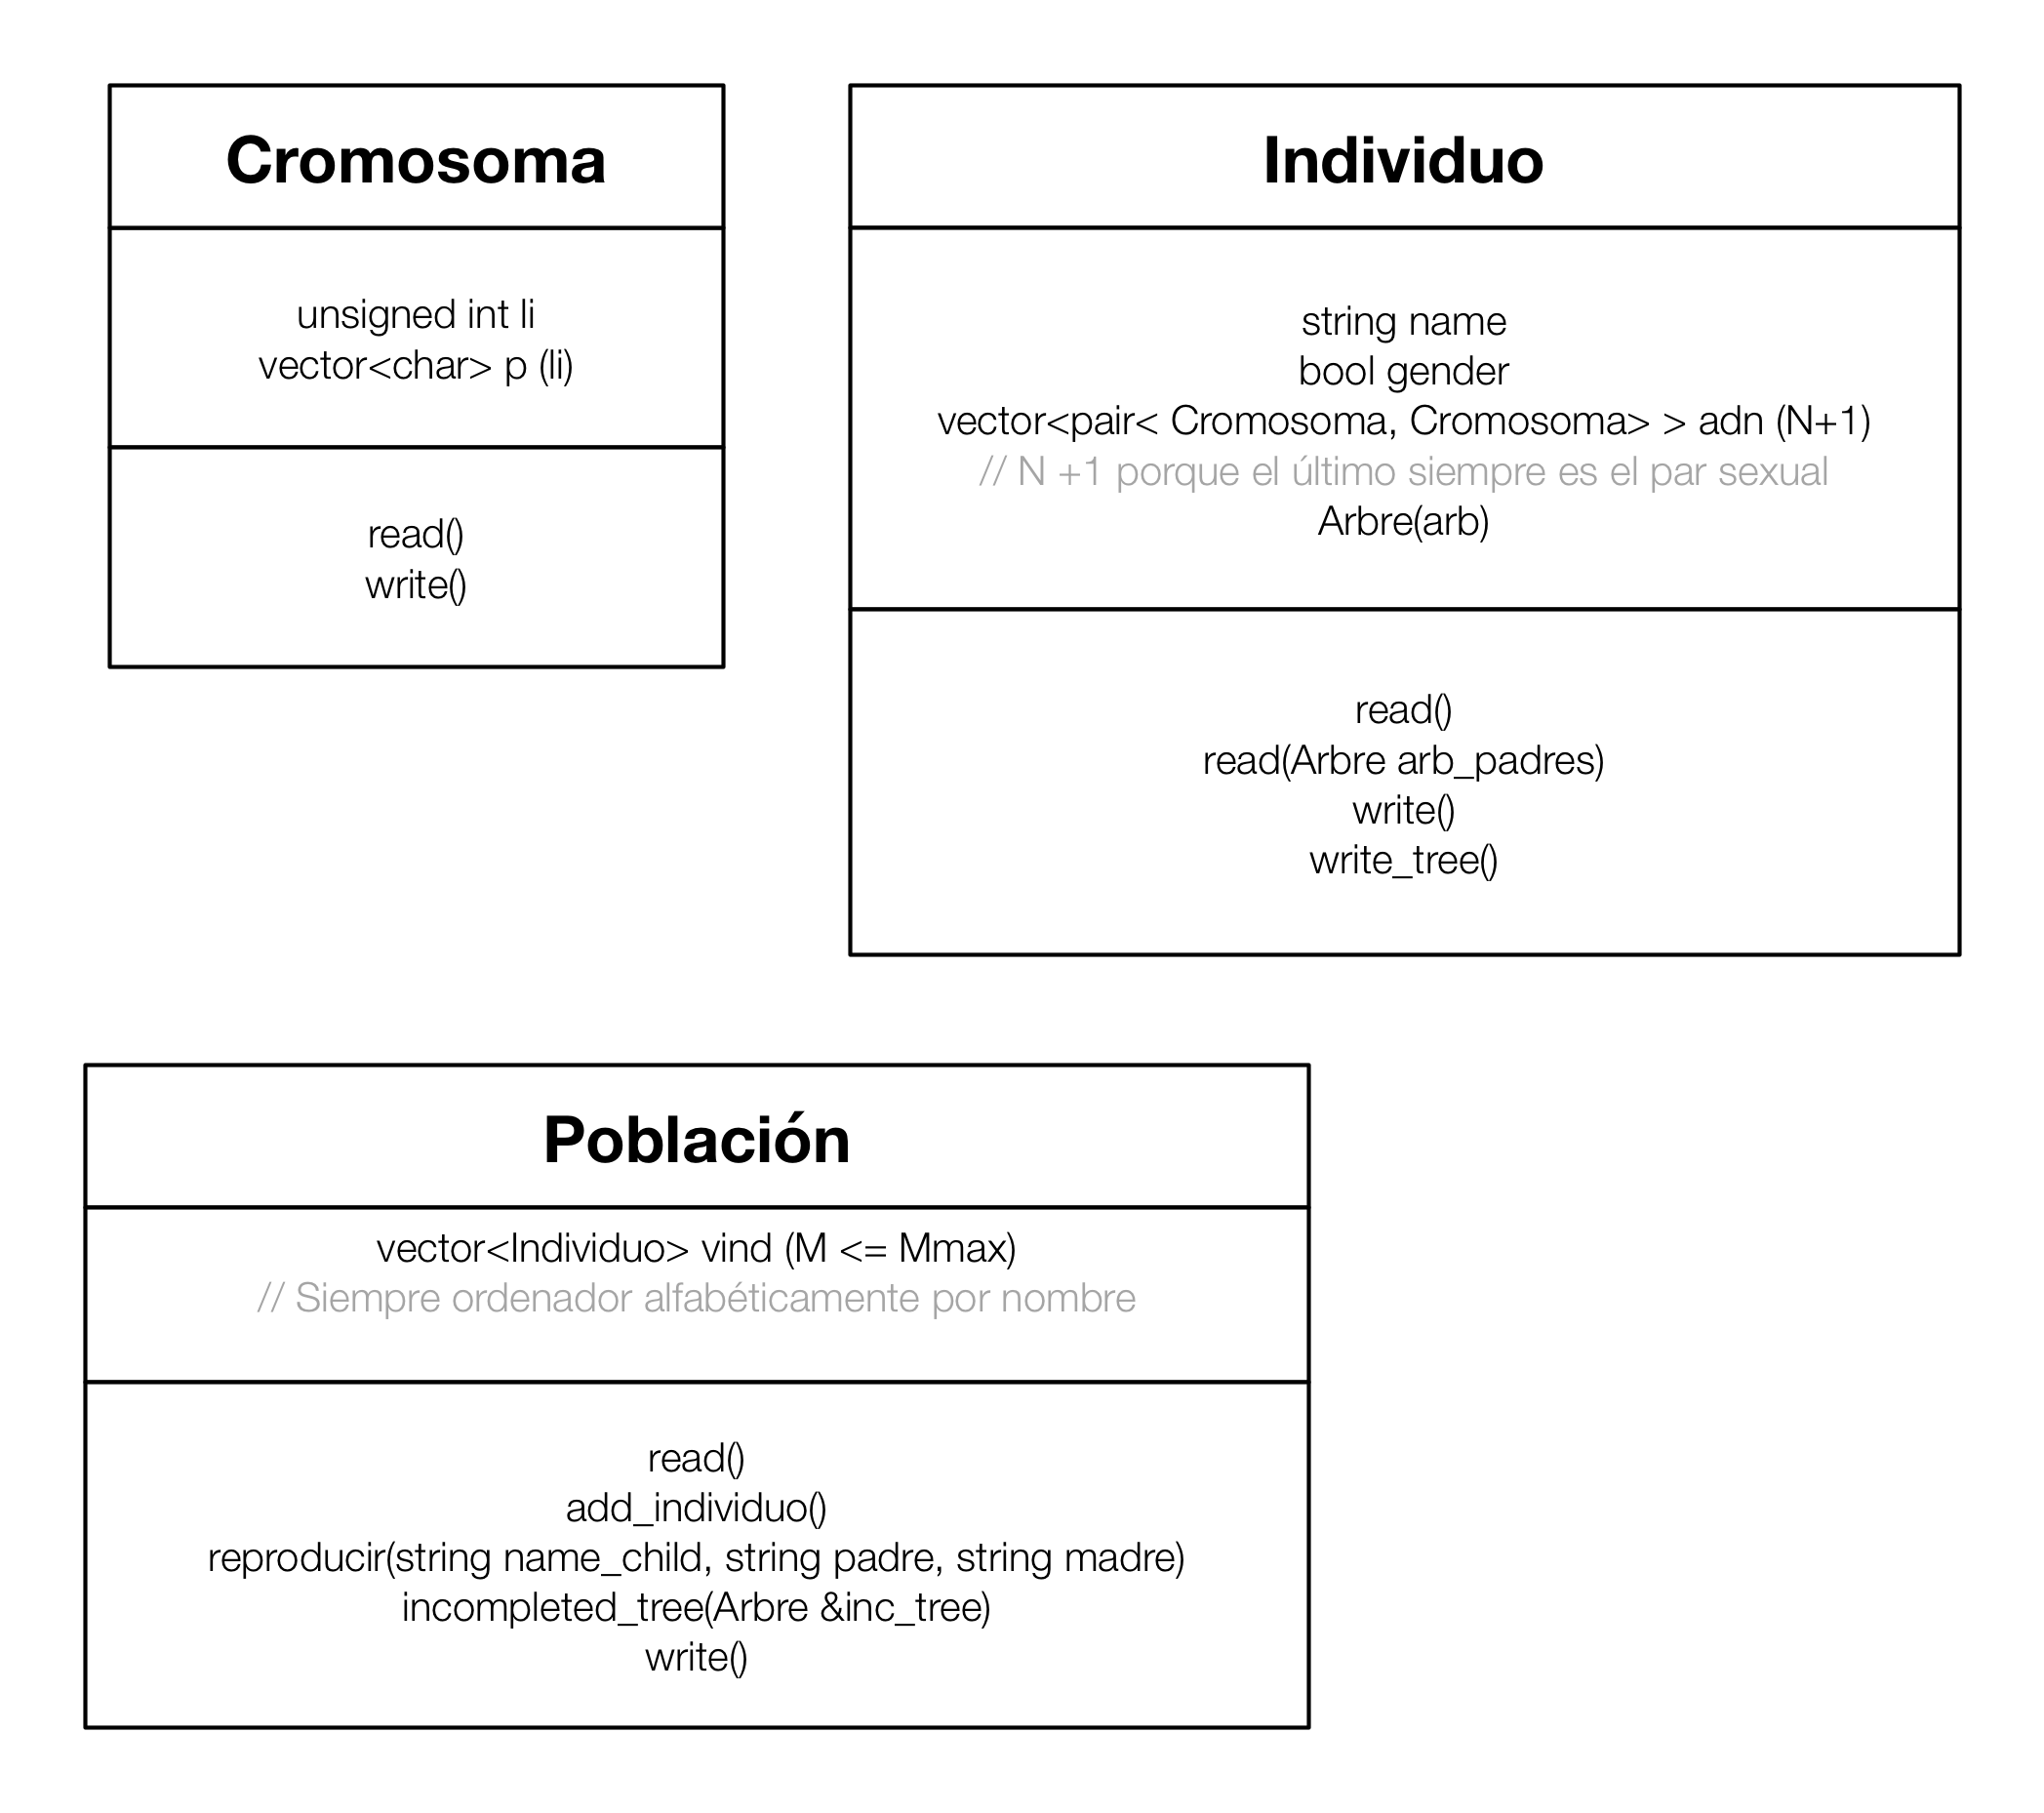 Cromosoma
unsigned int li
vector<char> p (li)
read()
write()
Individuo
string name
bool gender
vector<pair< Cromosoma, Cromosoma> > adn (N+1)
// N +1 porque el último siempre es el par sexual
Arbre(arb)
read()
read(Arbre arb_padres)
write()
write_tree()
Población
vector<Individuo> vind (M <= Mmax)
// Siempre ordenador alfabéticamente por nombre
read()
add_individuo()
reproducir(string name_child, string padre, string madre)
incompleted_tree(Arbre &inc_tree)
write()